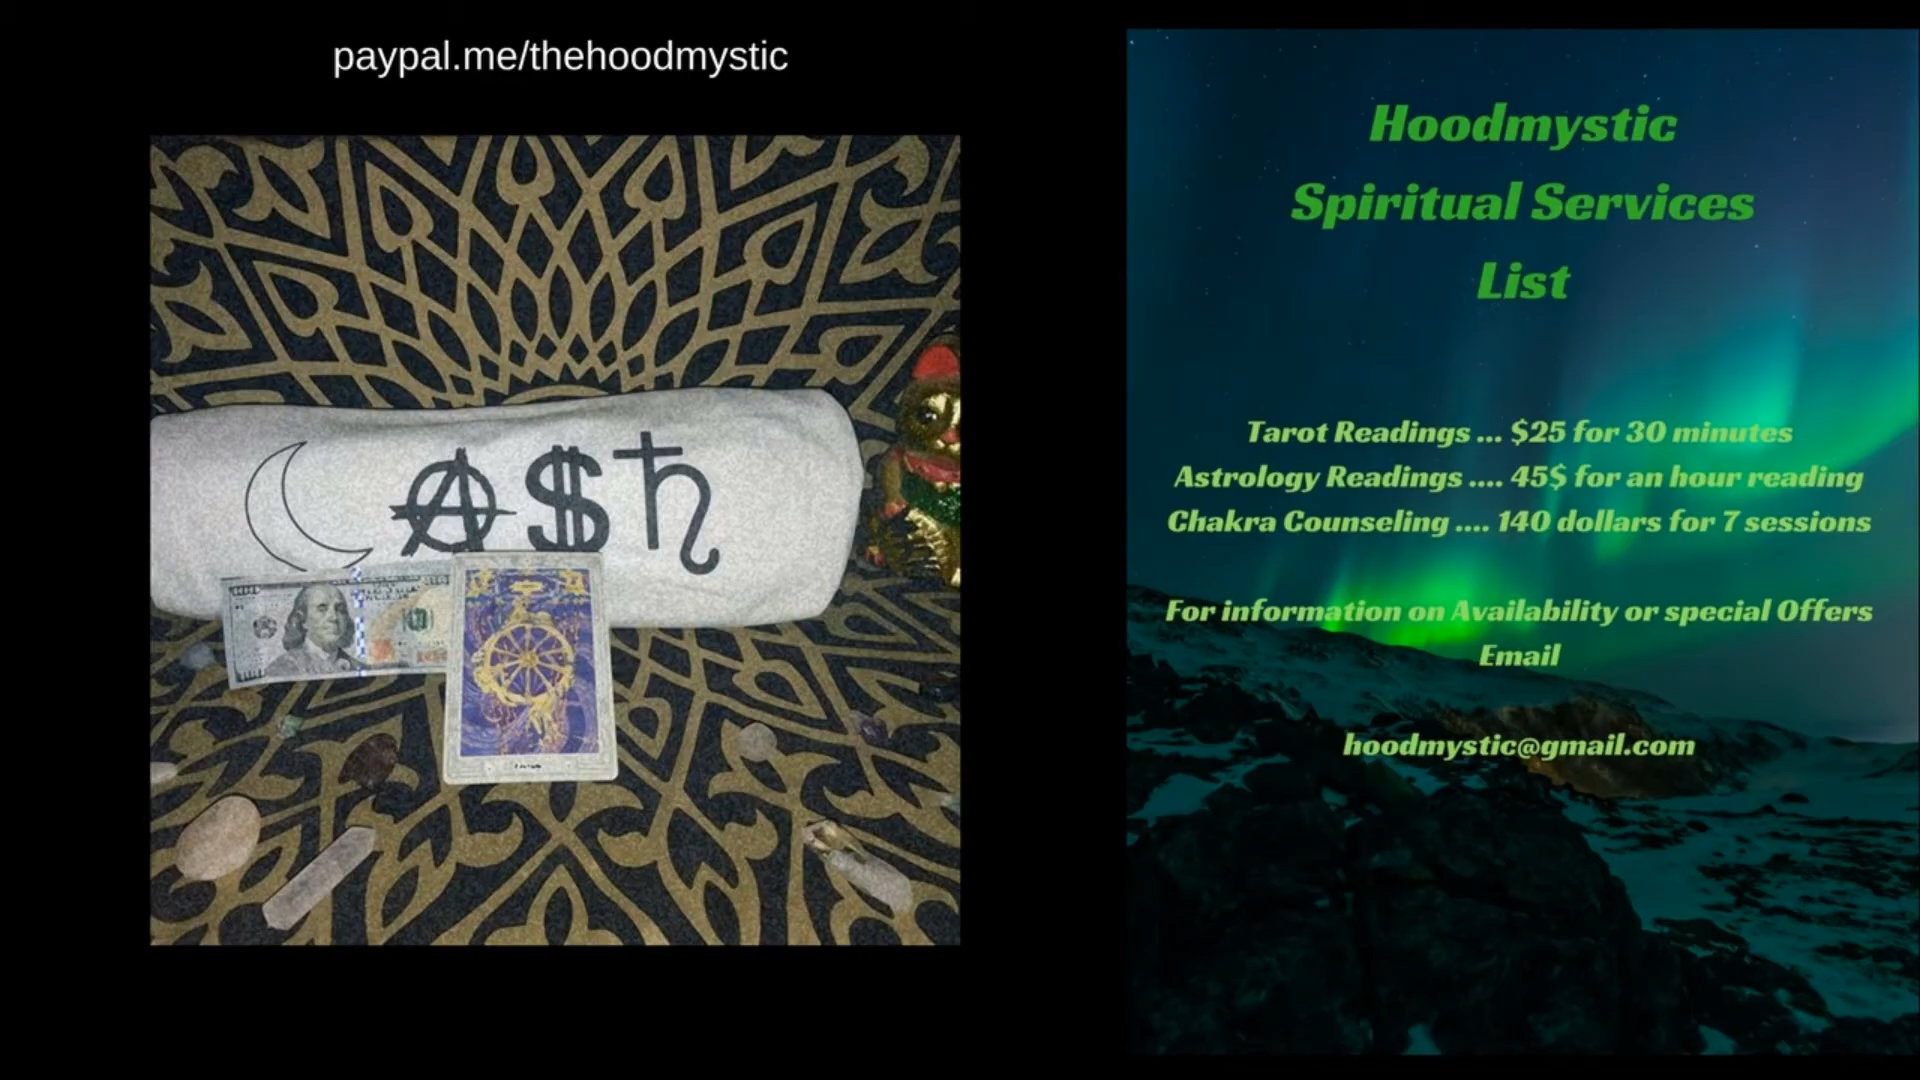 paypal.me/thehoodmystic
A$♄
100
Hoodmystic
Spiritual Services
List
Tarot Readings ... $25 for 30 minutes
Astrology Readings .... 45$ for an hour reading
Chakra Counseling .... 140 dollars for 7 sessions
For information on Availability or special Offers
Email
hoodmystic@gmail.com